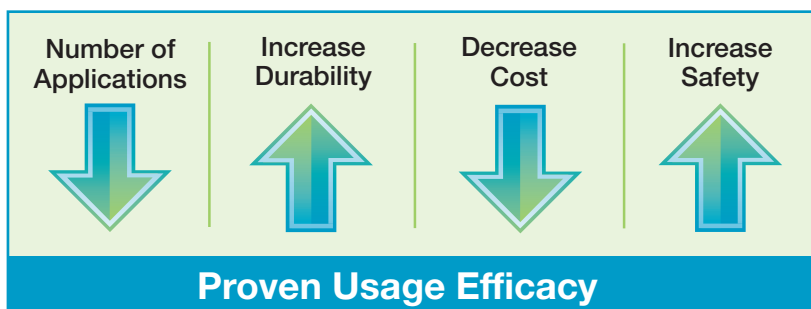 Number of
Applications
Increase
Durability
Decrease
Cost
Increase
Safety
Proven Usage Efficacy